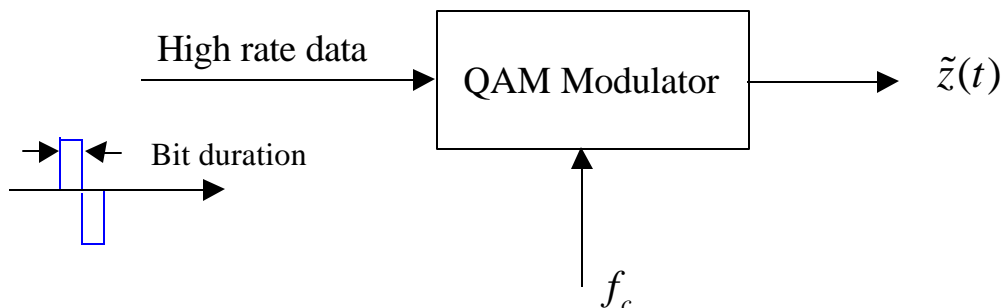 High rate data
QAM Modulator
z̃(t)
Bit duration
f_c